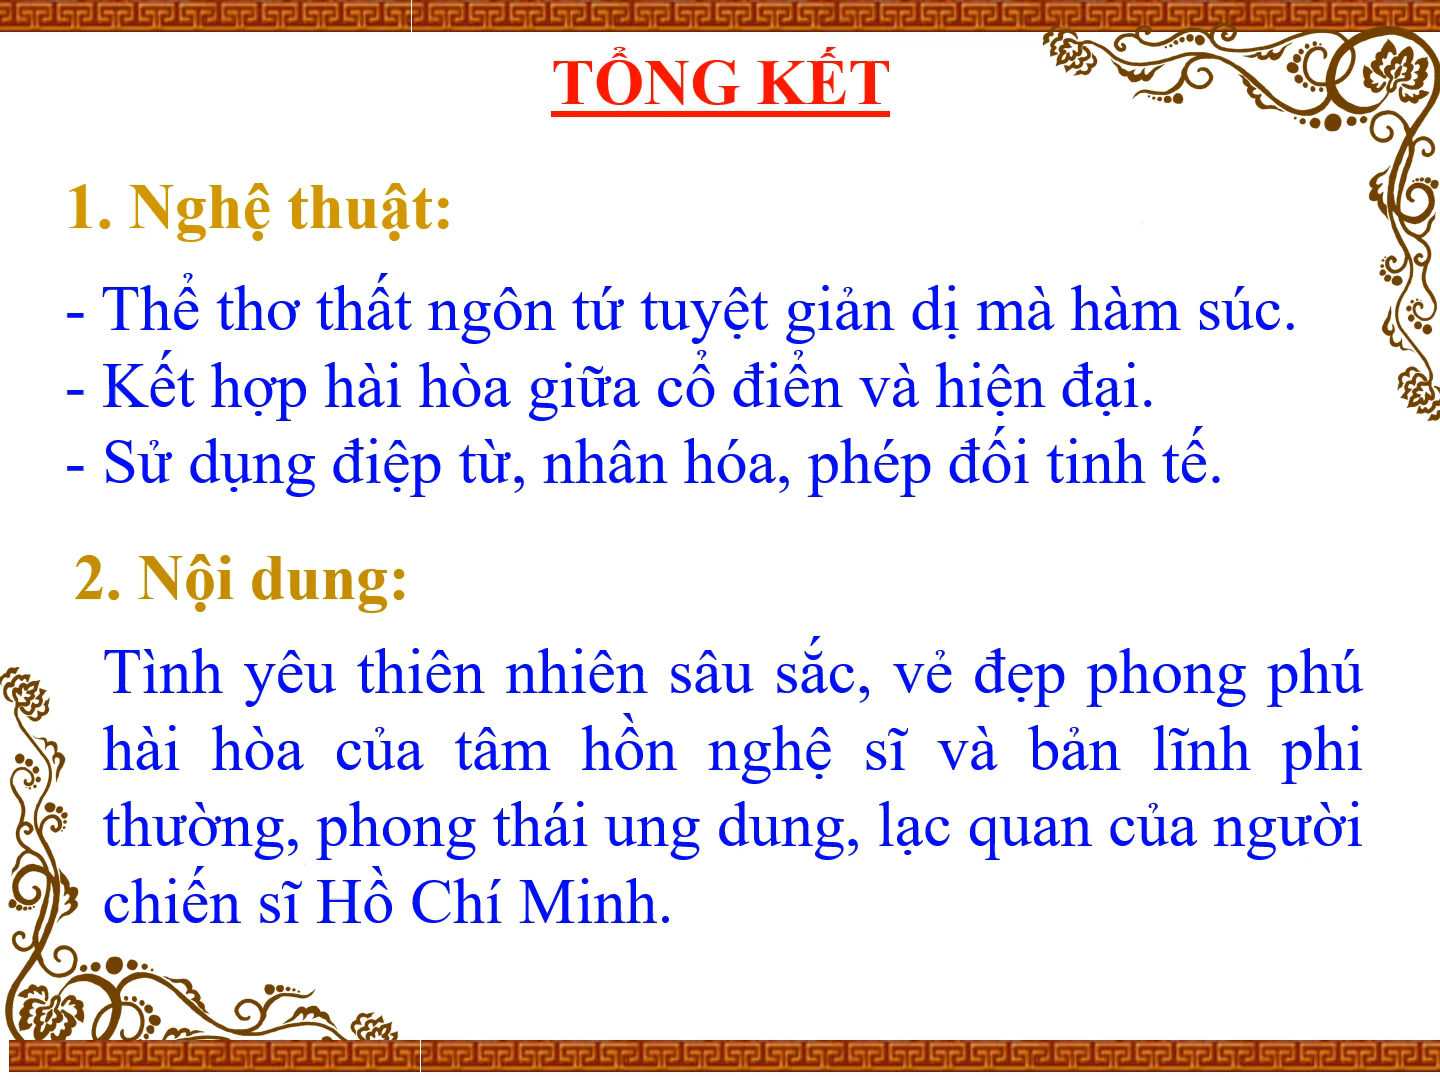 TỔNG KẾT
1. Nghệ thuật:
- Thể thơ thất ngôn tứ tuyệt giản dị mà hàm súc.
- Kết hợp hài hòa giữa cổ điển và hiện đại.
- Sử dụng điệp từ, nhân hóa, phép đối tinh tế.
2. Nội dung:
Tình yêu thiên nhiên sâu sắc, vẻ đẹp phong phú
hài hòa của tâm hồn nghệ sĩ và bản lĩnh phi
thường, phong thái ung dung, lạc quan của người
chiến sĩ Hồ Chí Minh.